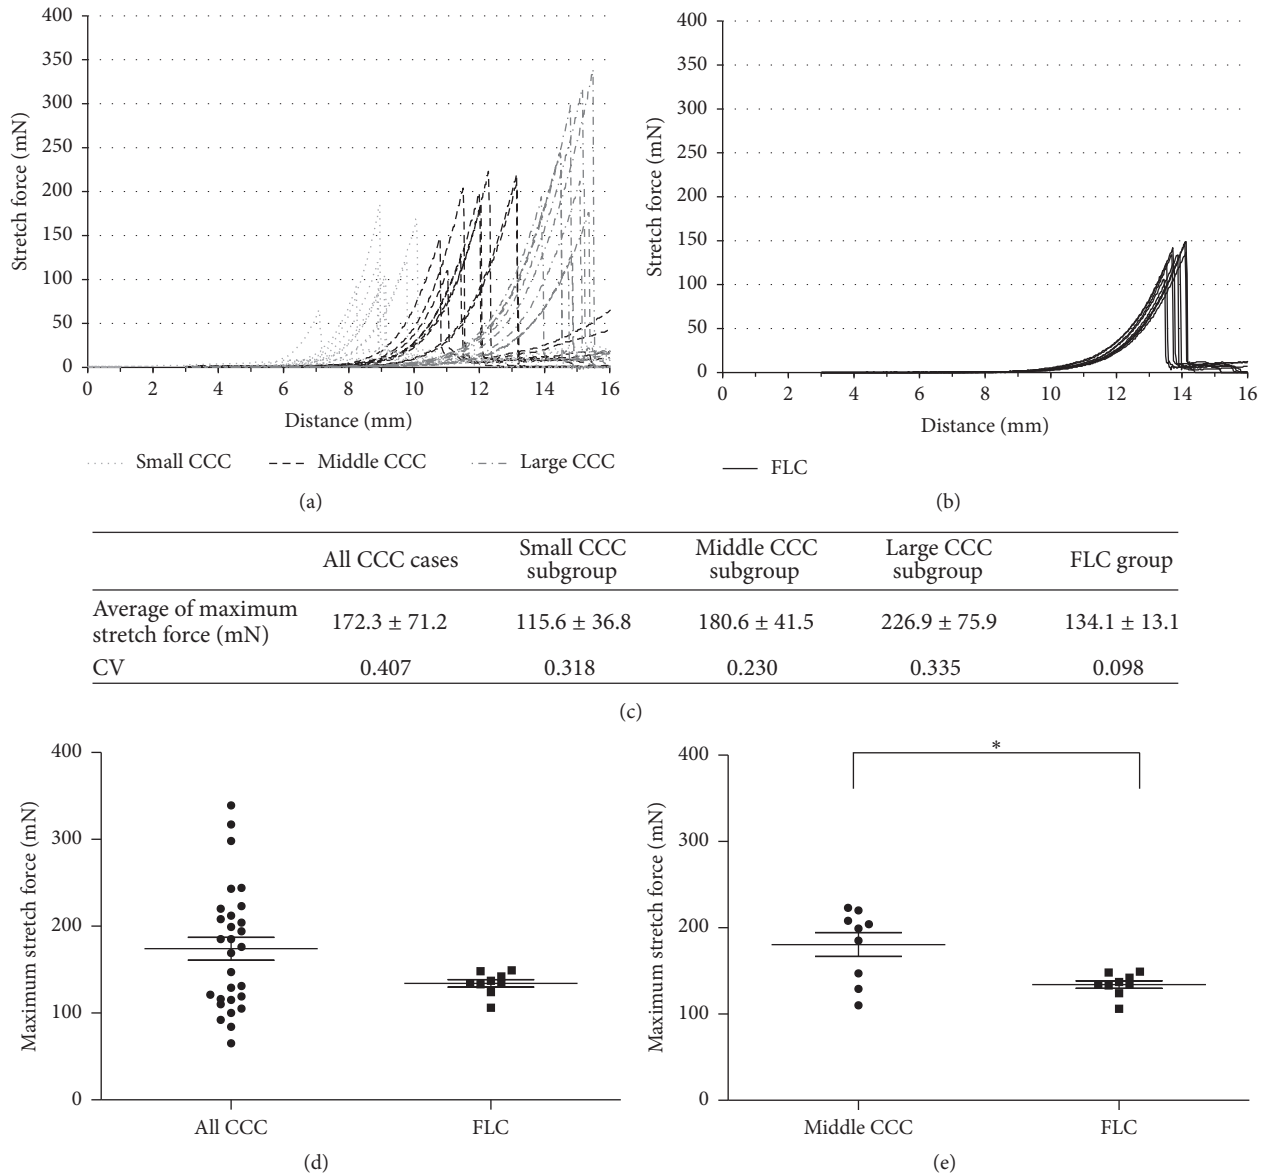 400
350
300
250
200
150
100
50
0
Stretch force (mN)
0 2 4 6 8 10 12 14 16
Distance (mm)
Small CCC Middle CCC Large CCC
(a)
400
350
300
250
200
150
100
50
0
Stretch force (mN)
0 2 4 6 8 10 12 14 16
Distance (mm)
FLC
(b)
All CCC cases Small CCC subgroup Middle CCC subgroup Large CCC subgroup FLC group
Average of maximum
stretch force (mN) 172.3 ± 71.2 115.6 ± 36.8 180.6 ± 41.5 226.9 ± 75.9 134.1 ± 13.1
CV 0.407 0.318 0.230 0.335 0.098
(c)
400
300
200
100
0
Maximum stretch force (mN)
All CCC FLC
(d)
*
400
300
200
100
0
Maximum stretch force (mN)
Middle CCC FLC
(e)